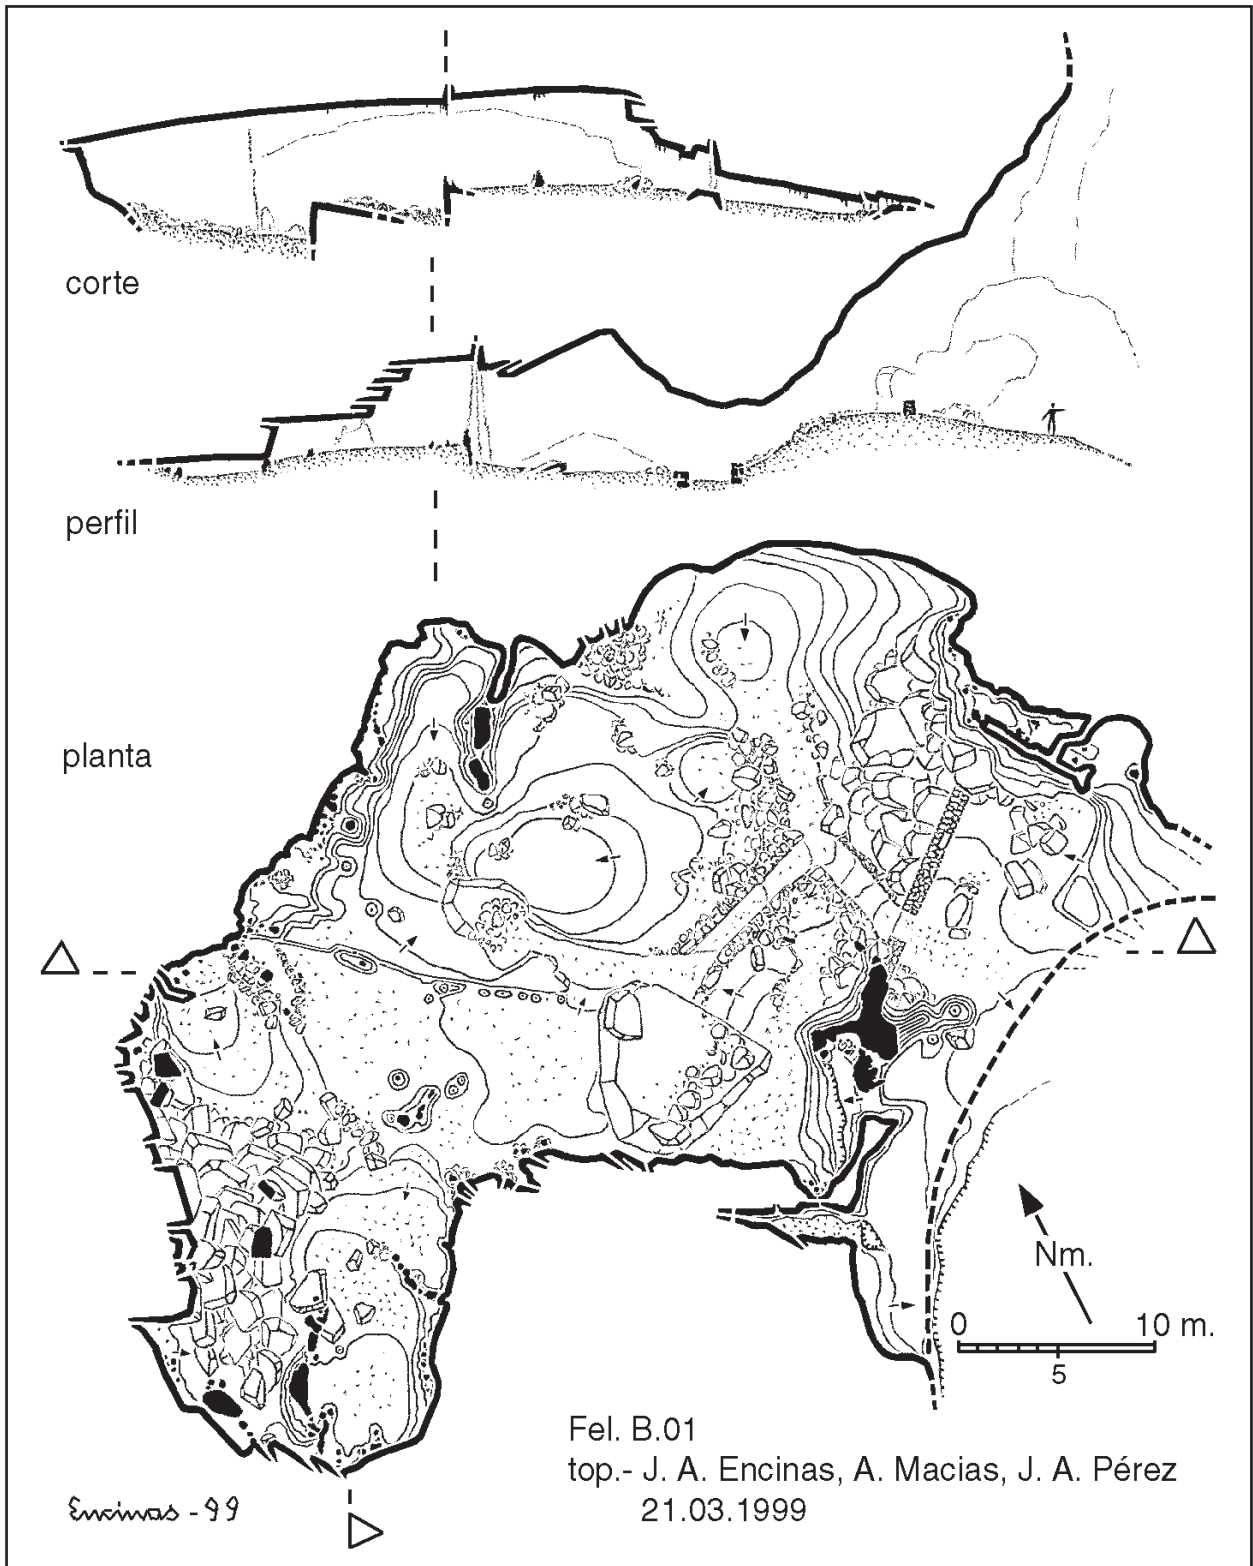 corte
perfil
planta
Nm.
0 10 m.
5
Fel. B.01
top.- J. A. Encinas, A. Macias, J. A. Pérez
21.03.1999
Encinas - 99